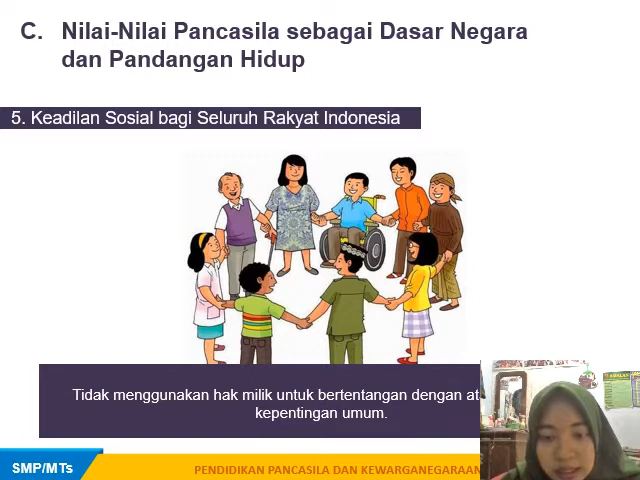 C. Nilai-Nilai Pancasila sebagai Dasar Negara
dan Pandangan Hidup
5. Keadilan Sosial bagi Seluruh Rakyat Indonesia
Tidak menggunakan hak milik untuk bertentangan dengan
kepentingan umum.
SMP/MTs
PENDIDIKAN PANCASILA DAN KEWARGANEGARAAN